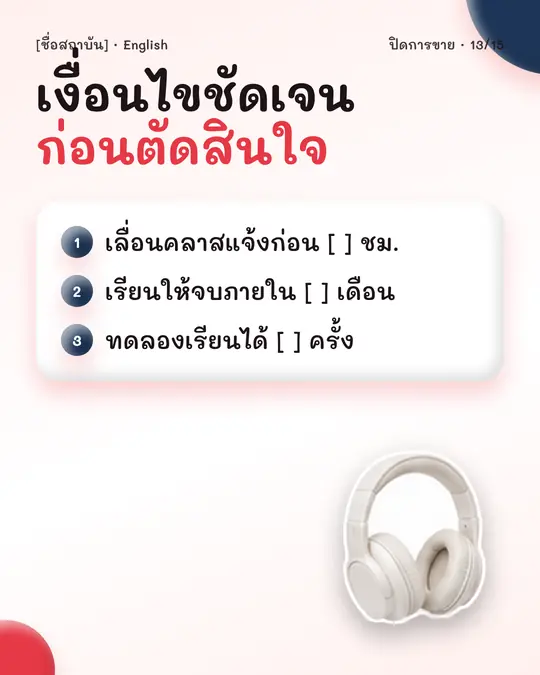 [ชื่อสถาบัน] · English
ปิดการขาย · 13/15
เงื่อนไขชัดเจน
ก่อนตัดสินใจ
1 เลื่อนคลาสแจ้งก่อน [ ] ชม.
2 เรียนให้จบภายใน [ ] เดือน
3 ทดลองเรียนได้ [ ] ครั้ง